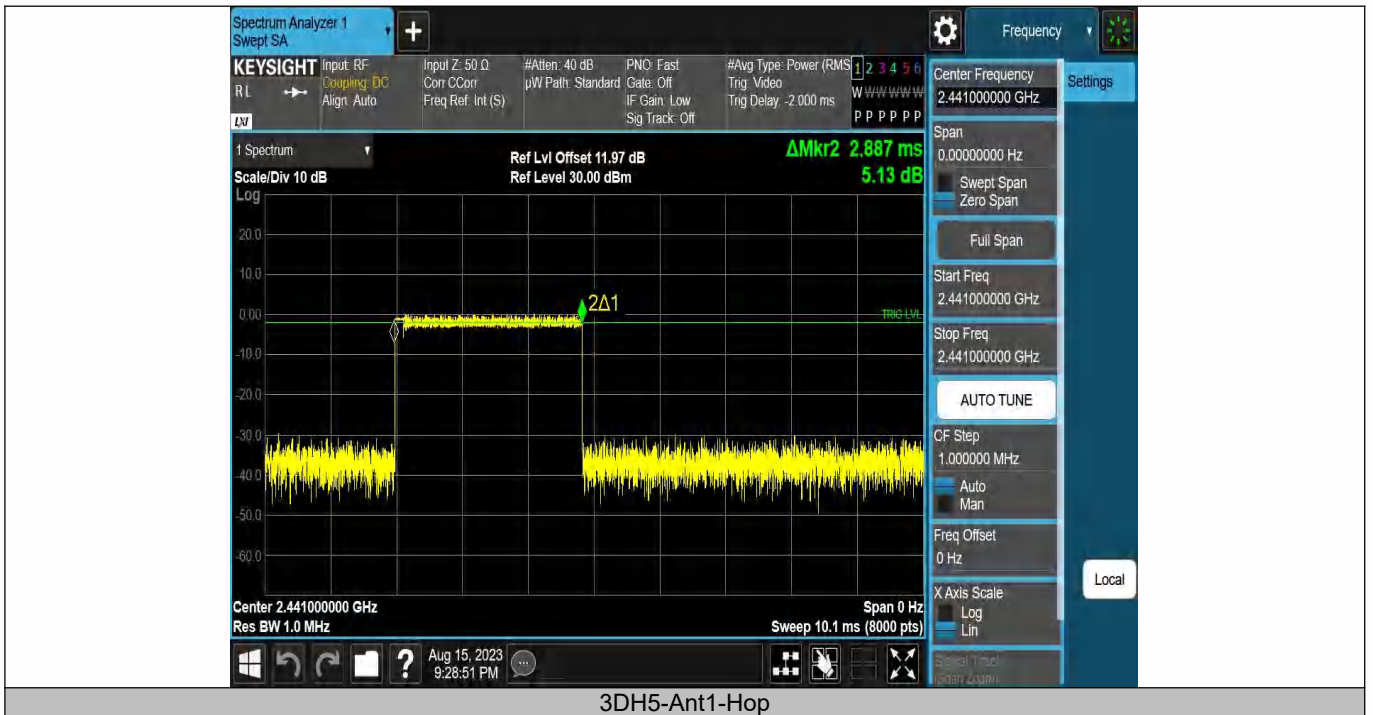 Spectrum Analyzer 1
Swept SA
+
Frequency
KEYSIGHT
RL
LXI
Input: RF
Coupling: DC
Align: Auto
Input Z: 50 Ω
Corr CCorr
Freq Ref: Int (S)
#Atten: 40 dB
µW Path: Standard
PNO: Fast
Gate: Off
IF Gain: Low
Sig Track: Off
#Avg Type: Power (RMS
Trig: Video
Trig Delay: -2.000 ms
1 2 3 4 5 6
W W W W W W
P P P P P P
Center Frequency
2.441000000 GHz
Settings
1 Spectrum
Scale/Div 10 dB
Log
Ref Lvl Offset 11.97 dB
Ref Level 30.00 dBm
ΔMkr2 2.887 ms
5.13 dB
Span
0.00000000 Hz
Swept Span
Zero Span
Full Span
Start Freq
2.441000000 GHz
Stop Freq
2.441000000 GHz
AUTO TUNE
CF Step
1.000000 MHz
Auto
Man
Freq Offset
0 Hz
X Axis Scale
Log
Lin
Local
20.0
10.0
0.00
-10.0
-20.0
-30.0
-40.0
-50.0
-60.0
2Δ1
TRIG LVL
Center 2.441000000 GHz
Res BW 1.0 MHz
Span 0 Hz
Sweep 10.1 ms (8000 pts)
?
Aug 15, 2023
9:28:51 PM
Signal Track
(Span Zoom)
3DH5-Ant1-Hop